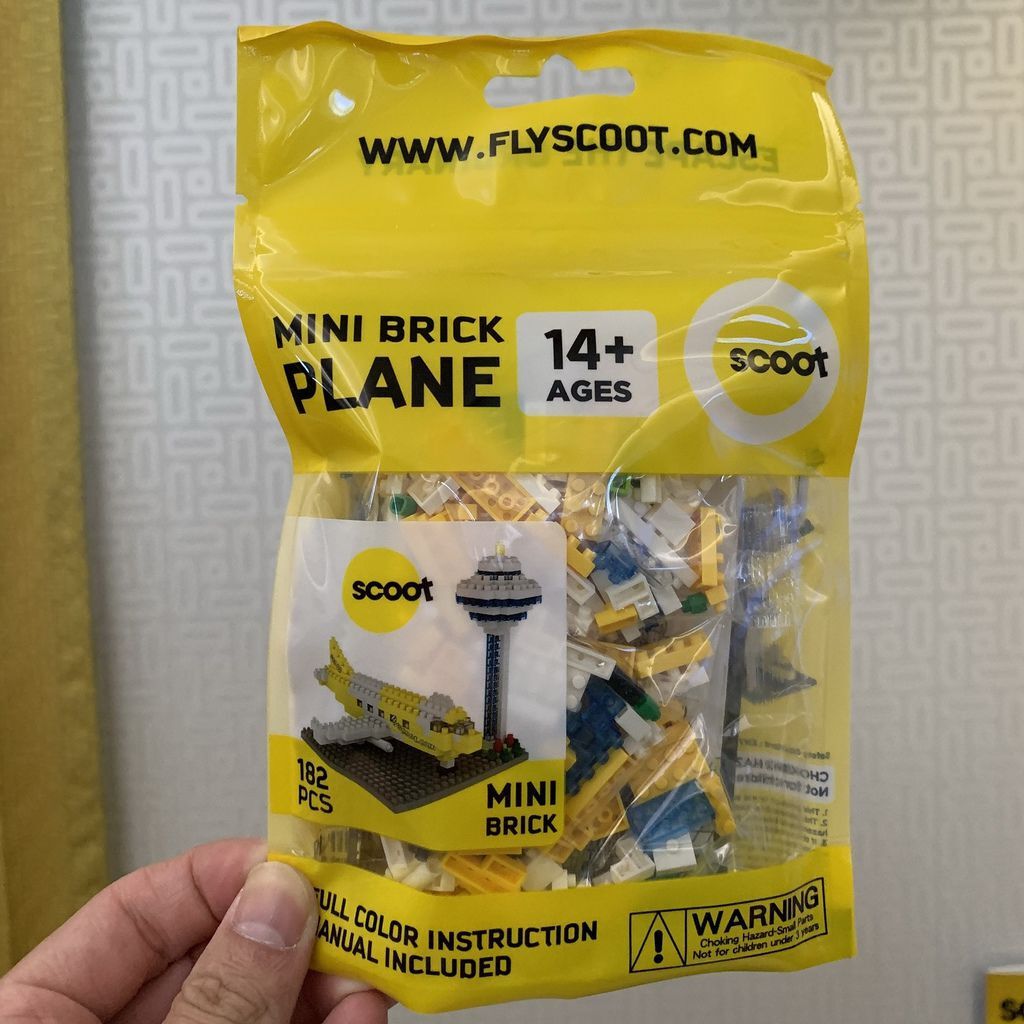 WWW.FLYSCOOT.COM
MINI BRICK
PLANE
14+
AGES
scoot
scoot
182
PCS
MINI
BRICK
FULL COLOR INSTRUCTION
MANUAL INCLUDED
WARNING
Choking Hazard-Small Parts
Not for children under 3 years